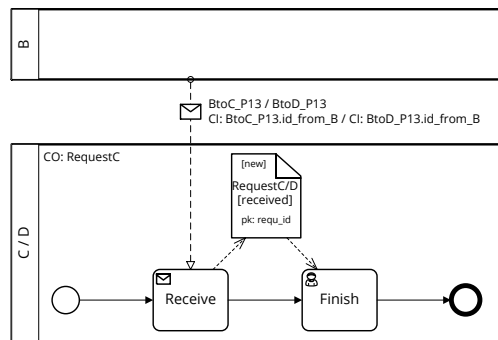 B
BtoC_P13 / BtoD_P13
CI: BtoC_P13.id_from_B / CI: BtoD_P13.id_from_B
C / D
CO: RequestC
[new]
RequestC/D
[received]
pk: requ_id
Receive
Finish